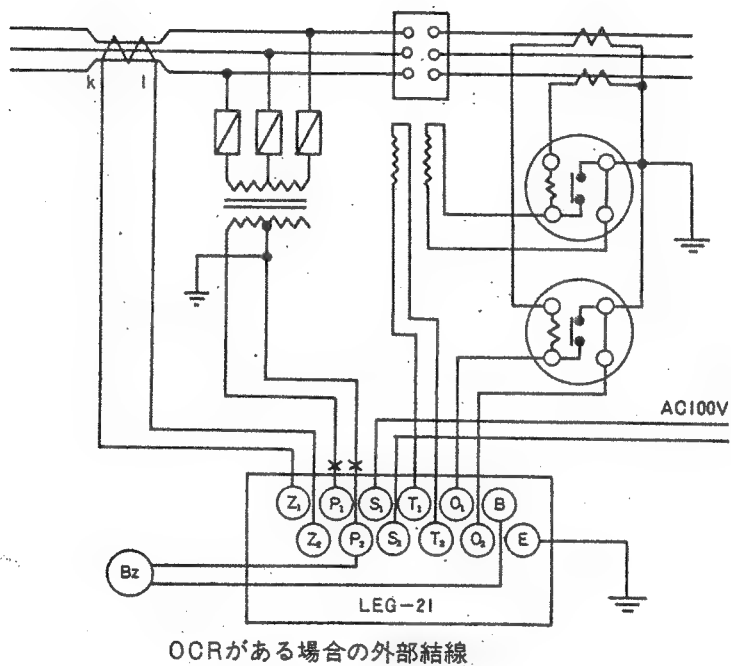 k l
AC100V
Z₁ P₁ S₁ T₁ O₁ B
Z₂ P₂ S₂ T₂ O₂ E
Bz
LEG-21
OCRがある場合の外部結線